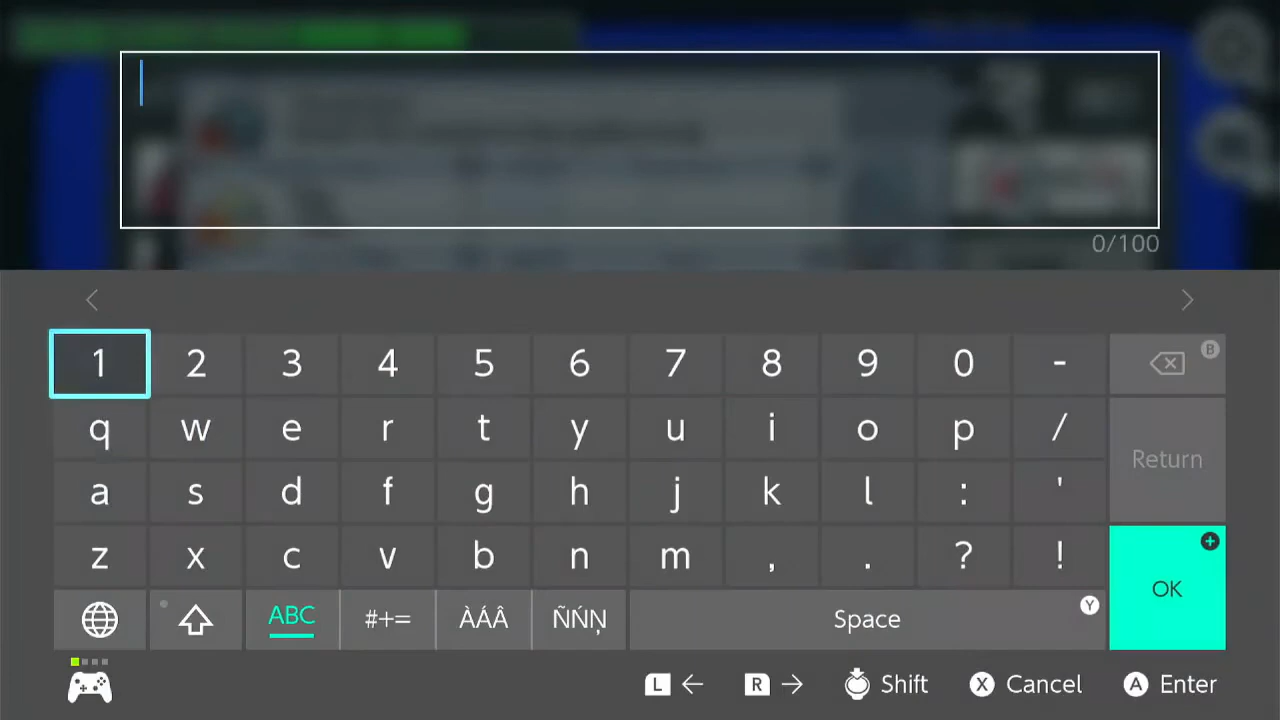 0/100
1 2 3 4 5 6 7 8 9 0 - B
q w e r t y u i o p / Return
a s d f g h j k l : '
z x c v b n m , . ? ! +
ABC #+= ÀÁÂ ÑŃŅ Space Y OK
L ← R → Shift X Cancel A Enter